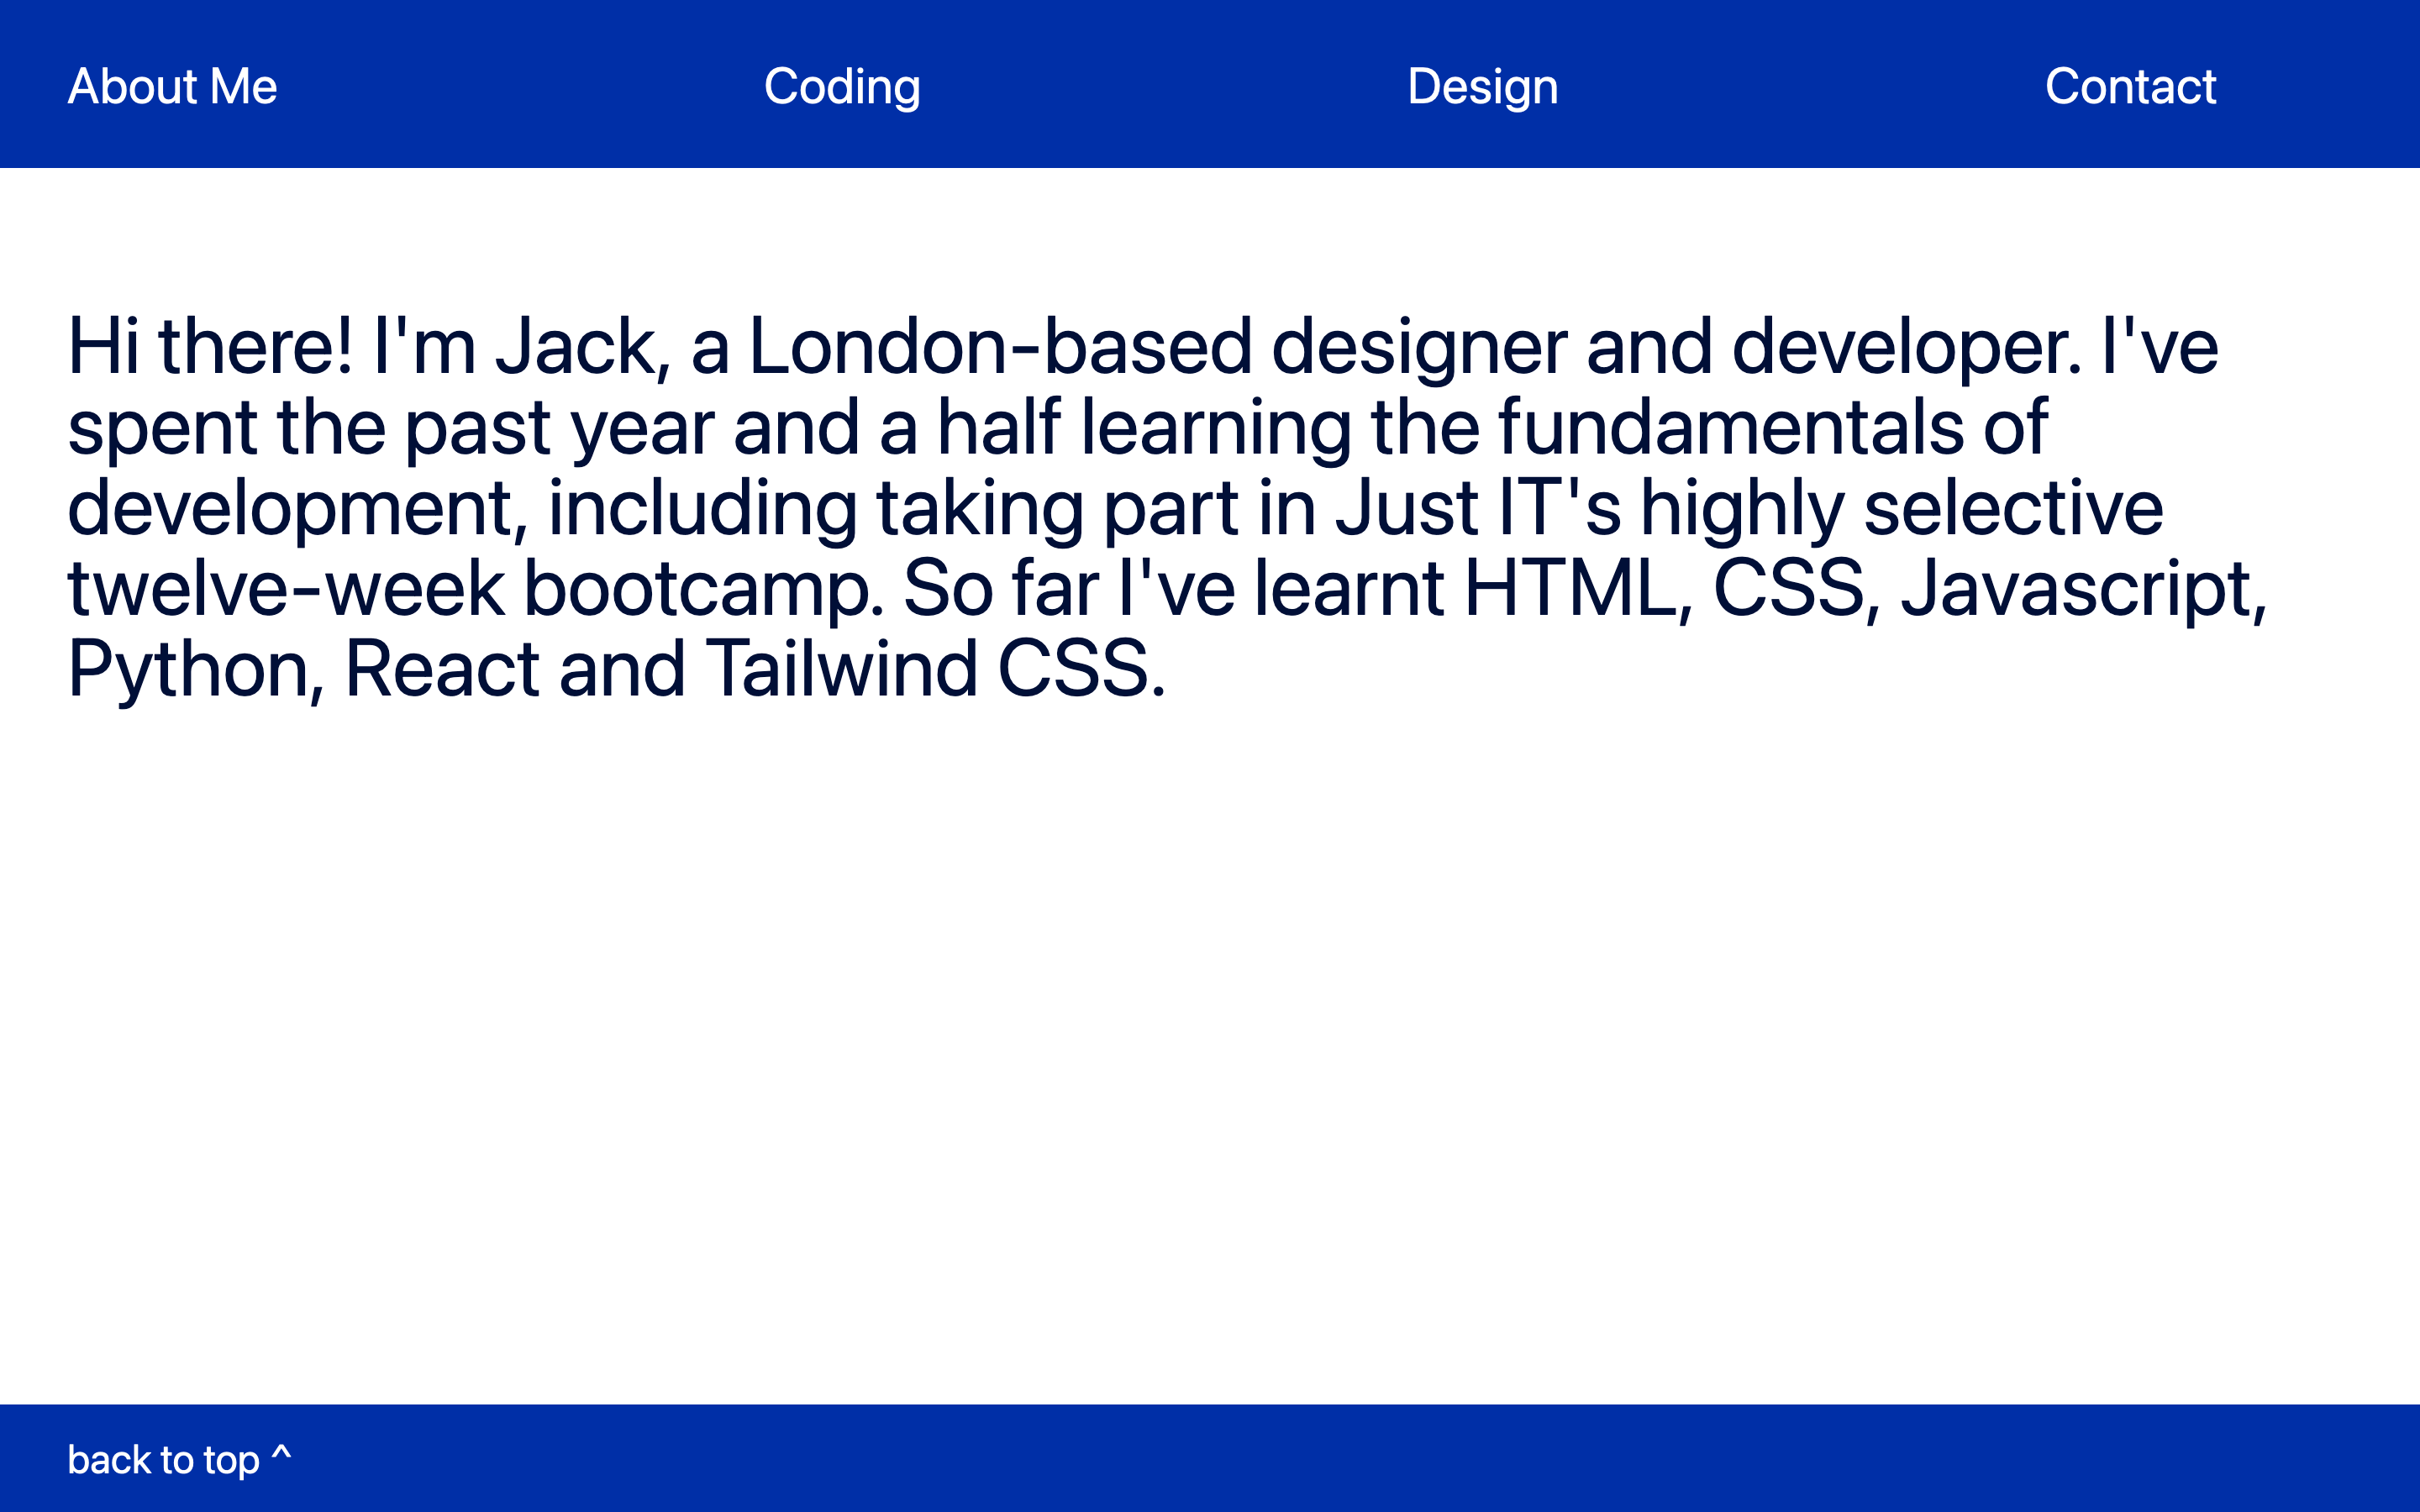 About Me Coding Design Contact
Hi there! I'm Jack, a London-based designer and developer. I've
spent the past year and a half learning the fundamentals of
development, including taking part in Just IT's highly selective
twelve-week bootcamp. So far I've learnt HTML, CSS, Javascript,
Python, React and Tailwind CSS.
back to top ^